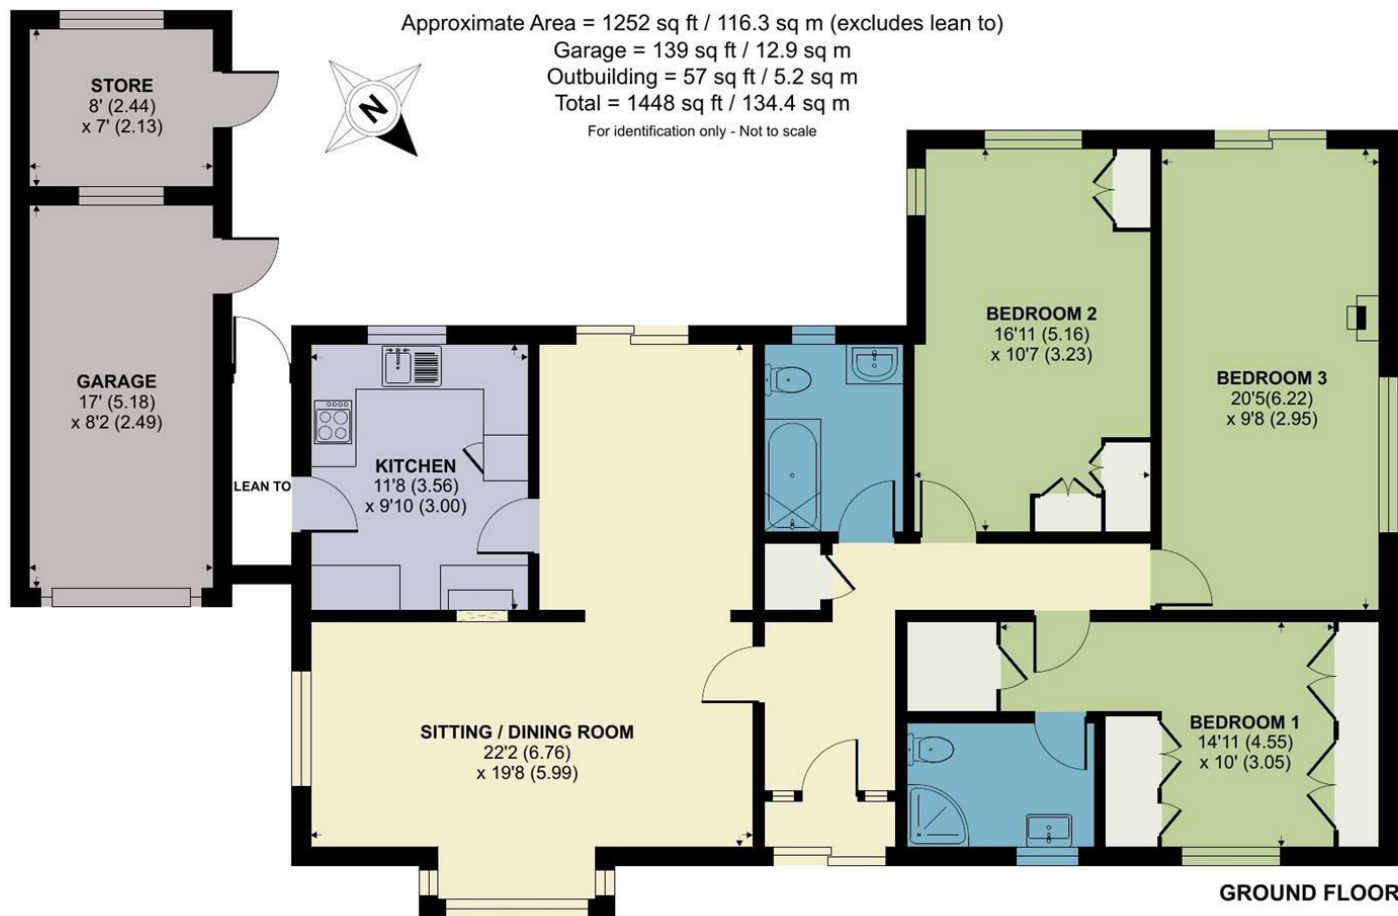 Approximate Area = 1252 sq ft / 116.3 sq m (excludes lean to)
Garage = 139 sq ft / 12.9 sq m
Outbuilding = 57 sq ft / 5.2 sq m
Total = 1448 sq ft / 134.4 sq m
For identification only - Not to scale
N
STORE
8' (2.44)
x 7' (2.13)
GARAGE
17' (5.18)
x 8'2 (2.49)
LEAN TO
KITCHEN
11'8 (3.56)
x 9'10 (3.00)
BEDROOM 2
16'11 (5.16)
x 10'7 (3.23)
BEDROOM 3
20'5(6.22)
x 9'8 (2.95)
SITTING / DINING ROOM
22'2 (6.76)
x 19'8 (5.99)
BEDROOM 1
14'11 (4.55)
x 10' (3.05)
GROUND FLOOR